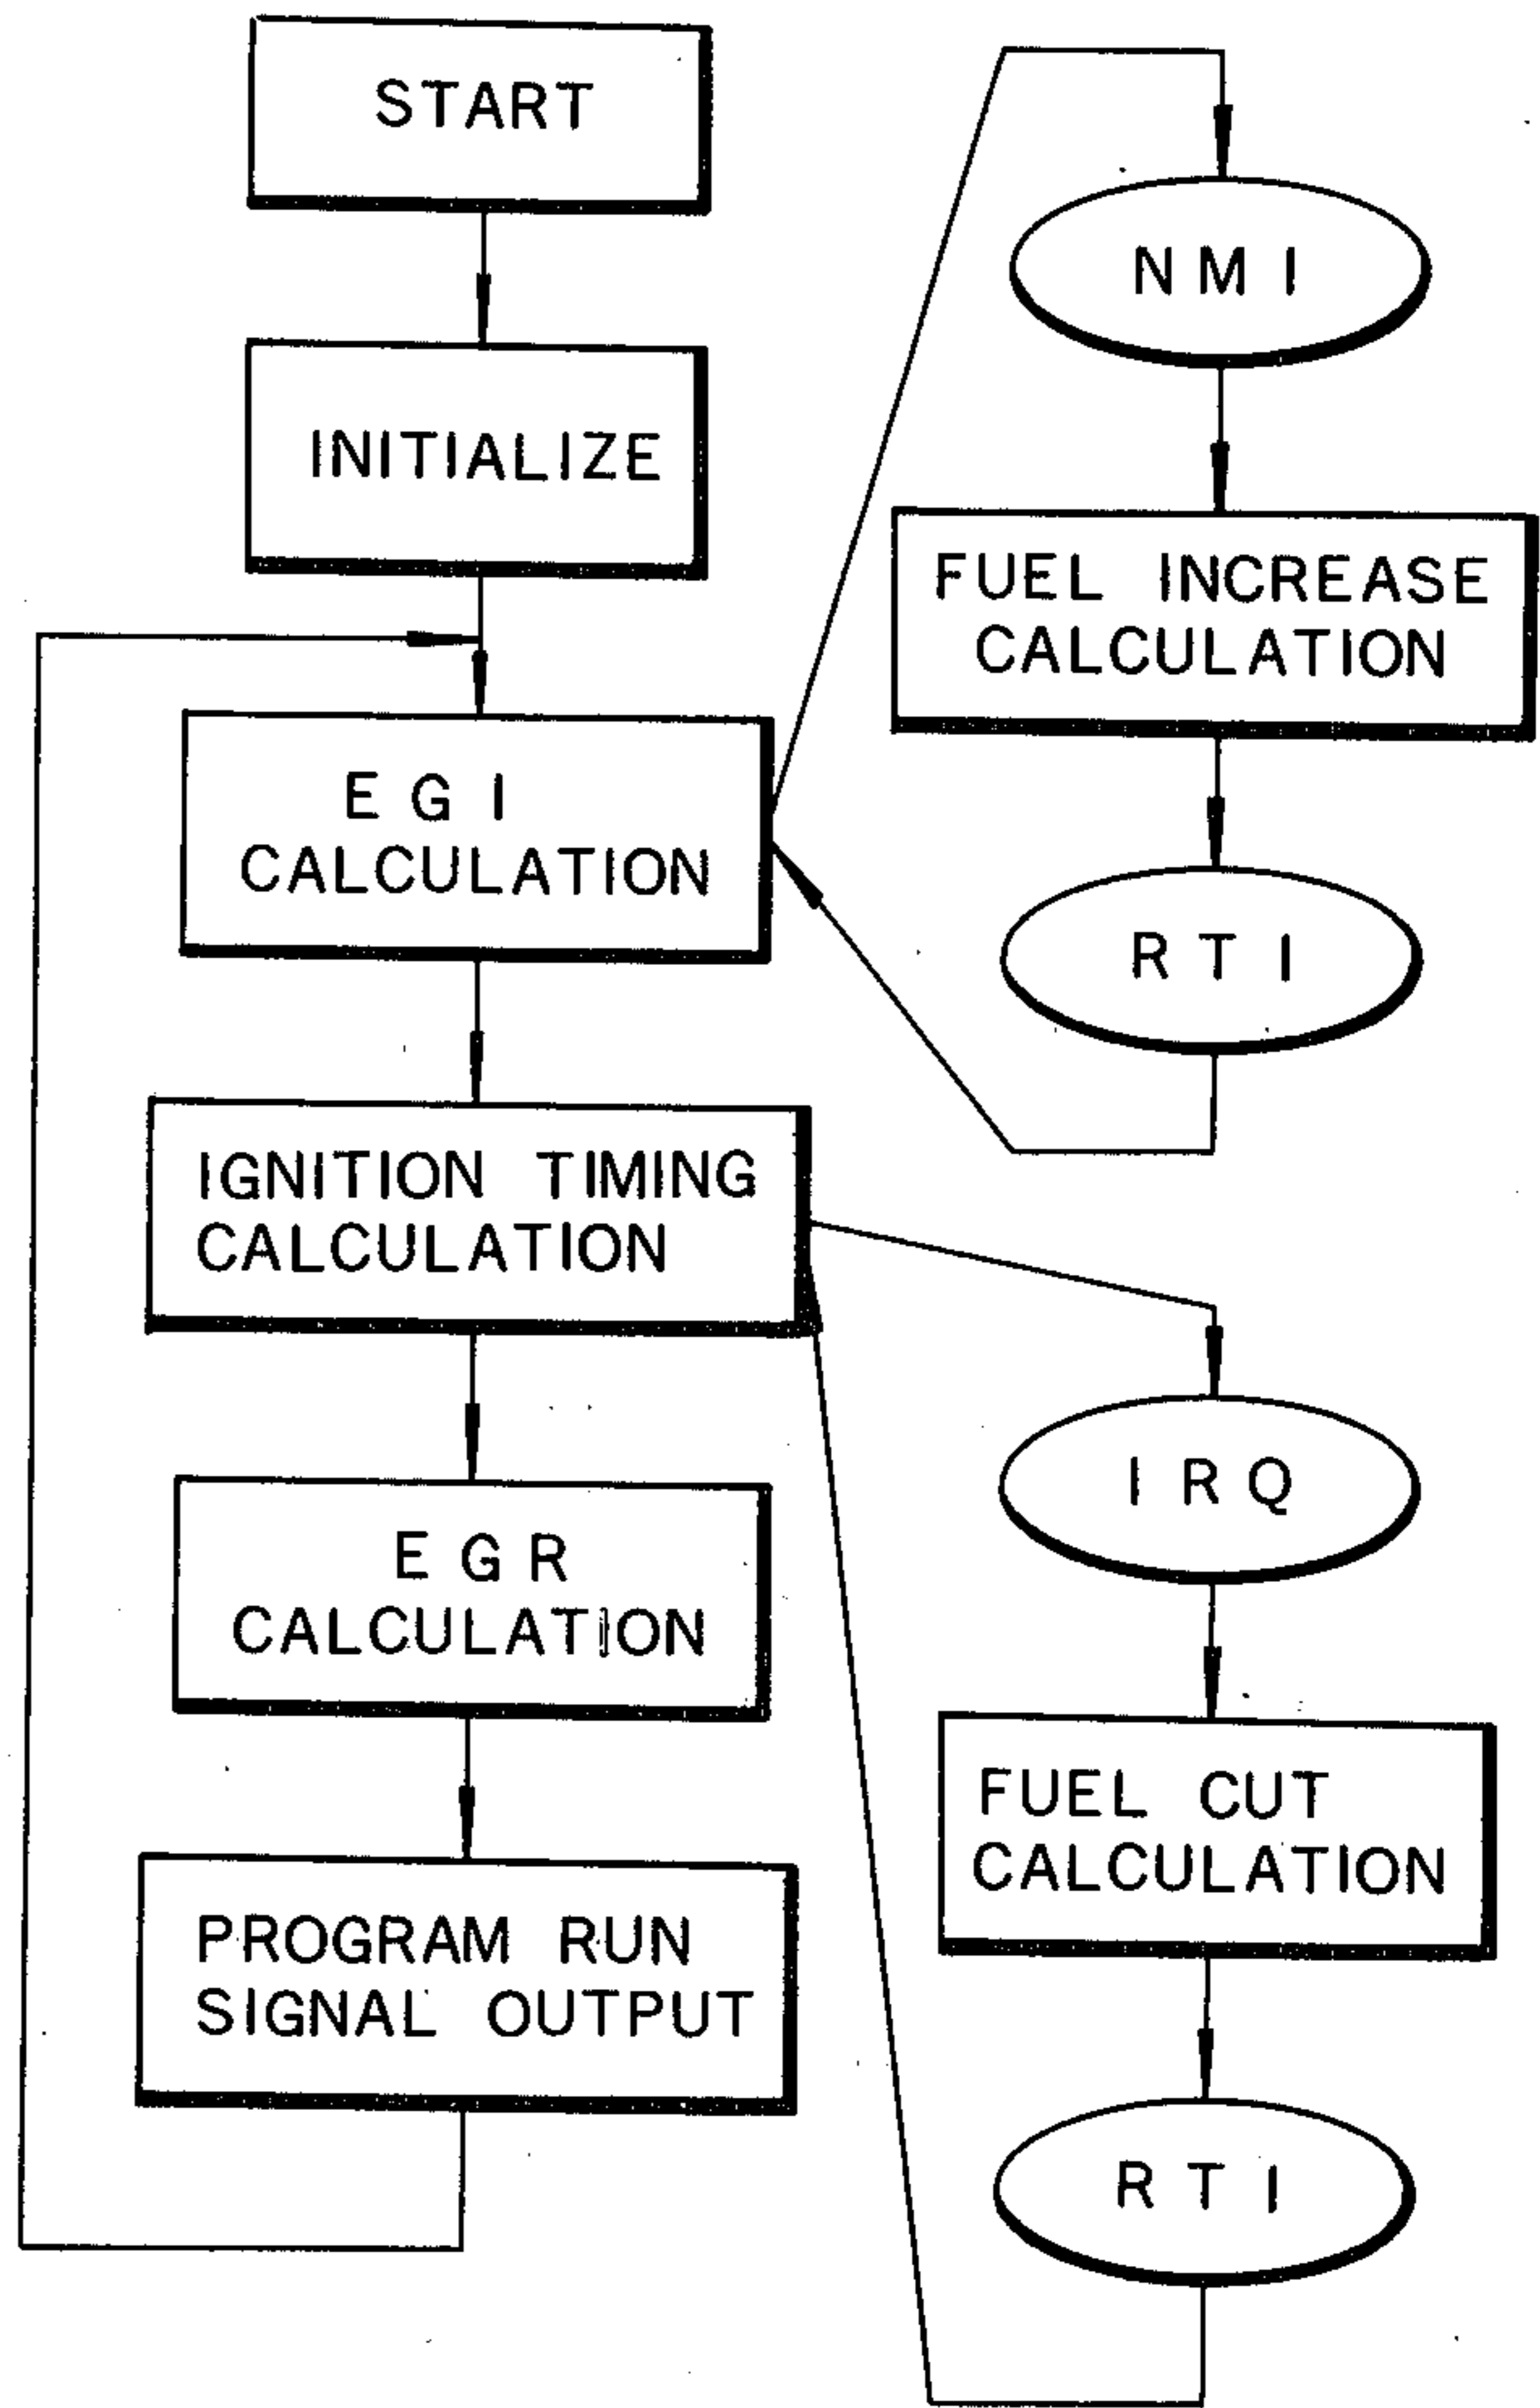 START
INITIALIZE
E G I
CALCULATION
IGNITION TIMING
CALCULATION
E G R
CALCULATION
PROGRAM RUN
SIGNAL OUTPUT
N M I
FUEL INCREASE
CALCULATION
R T I
I R Q
FUEL CUT
CALCULATION
R T I